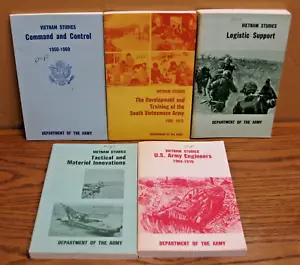 VIETNAM STUDIES
Command and Control
1950-1969
DEPARTMENT OF THE ARMY
VIETNAM STUDIES
The Development and
Training of the
South Vietnamese Army
DEPARTMENT OF THE ARMY
VIETNAM STUDIES
Logistic Support
DEPARTMENT OF THE ARMY
VIETNAM STUDIES
Tactical and
Materiel Innovations
DEPARTMENT OF THE ARMY
VIETNAM STUDIES
U.S. Army Engineers
1965-1970
DEPARTMENT OF THE ARMY